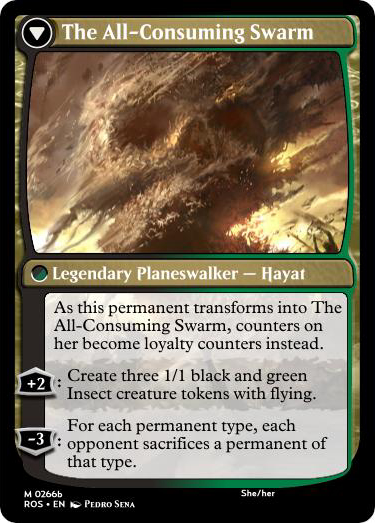 The All-Consuming Swarm
Legendary Planeswalker — Hayat
As this permanent transforms into The
All-Consuming Swarm, counters on
her become loyalty counters instead.
+2: Create three 1/1 black and green
Insect creature tokens with flying.
-3: For each permanent type, each
opponent sacrifices a permanent of
that type.
M 0266b
ROS • EN Pedro Sena
She/her